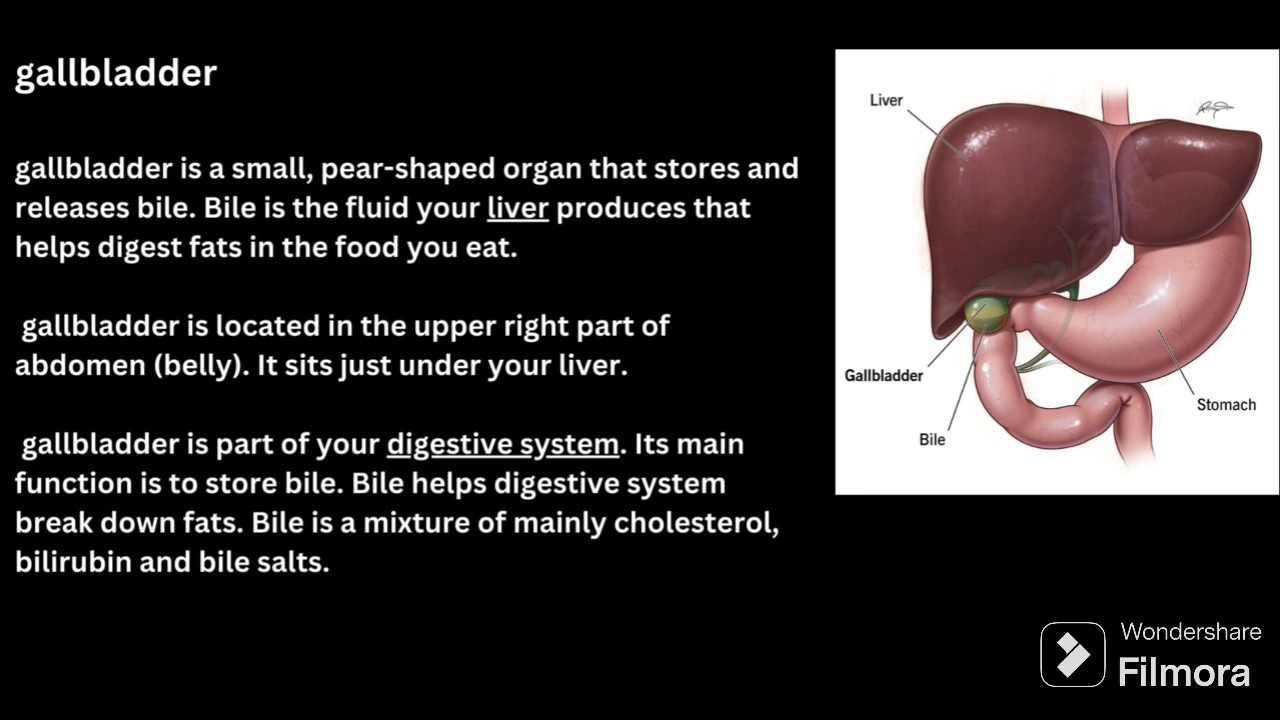 gallbladder
gallbladder is a small, pear-shaped organ that stores and
releases bile. Bile is the fluid your liver produces that
helps digest fats in the food you eat.
gallbladder is located in the upper right part of
abdomen (belly). It sits just under your liver.
gallbladder is part of your digestive system. Its main
function is to store bile. Bile helps digestive system
break down fats. Bile is a mixture of mainly cholesterol,
bilirubin and bile salts.
Liver
Gallbladder
Bile
Stomach
Wondershare
Filmora